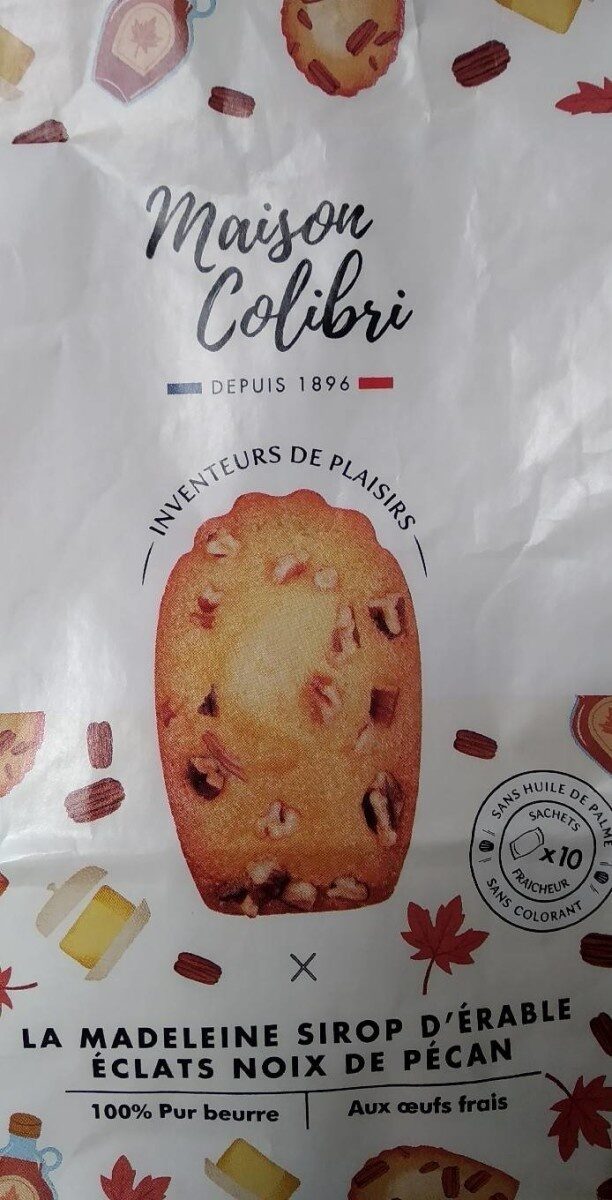 Maison
Colibri
DEPUIS 1896
INVENTEURS DE PLAISIRS
SANS HUILE DE PALME
SACHETS
x10
FRAICHEUR
SANS COLORANT
X
LA MADELEINE SIROP D'ÉRABLE
ÉCLATS NOIX DE PÉCAN
100% Pur beurre
Aux œufs frais